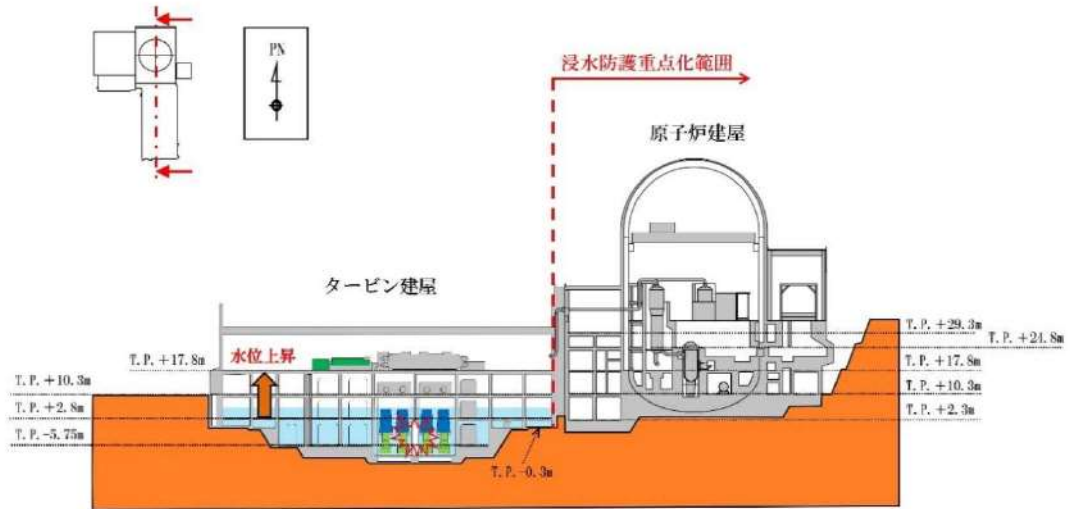 PN
浸水防護重点化範囲
原子炉建屋
タービン建屋
水位上昇
T.P.+17.8m
T.P.+10.3m
T.P.+2.8m
T.P.-5.75m
T.P.-0.3m
T.P.+29.3m
T.P.+24.8m
T.P.+17.8m
T.P.+10.3m
T.P.+2.3m